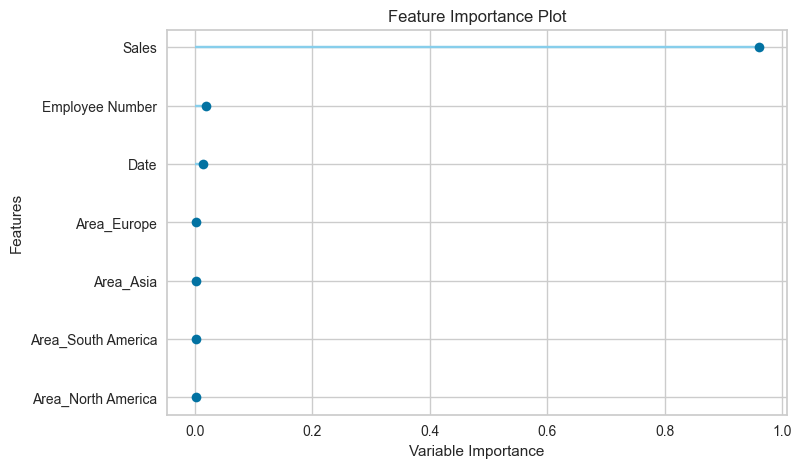 Feature Importance Plot
Sales
Employee Number
Date
Area_Europe
Area_Asia
Area_South America
Area_North America
Features
0.0 0.2 0.4 0.6 0.8 1.0
Variable Importance